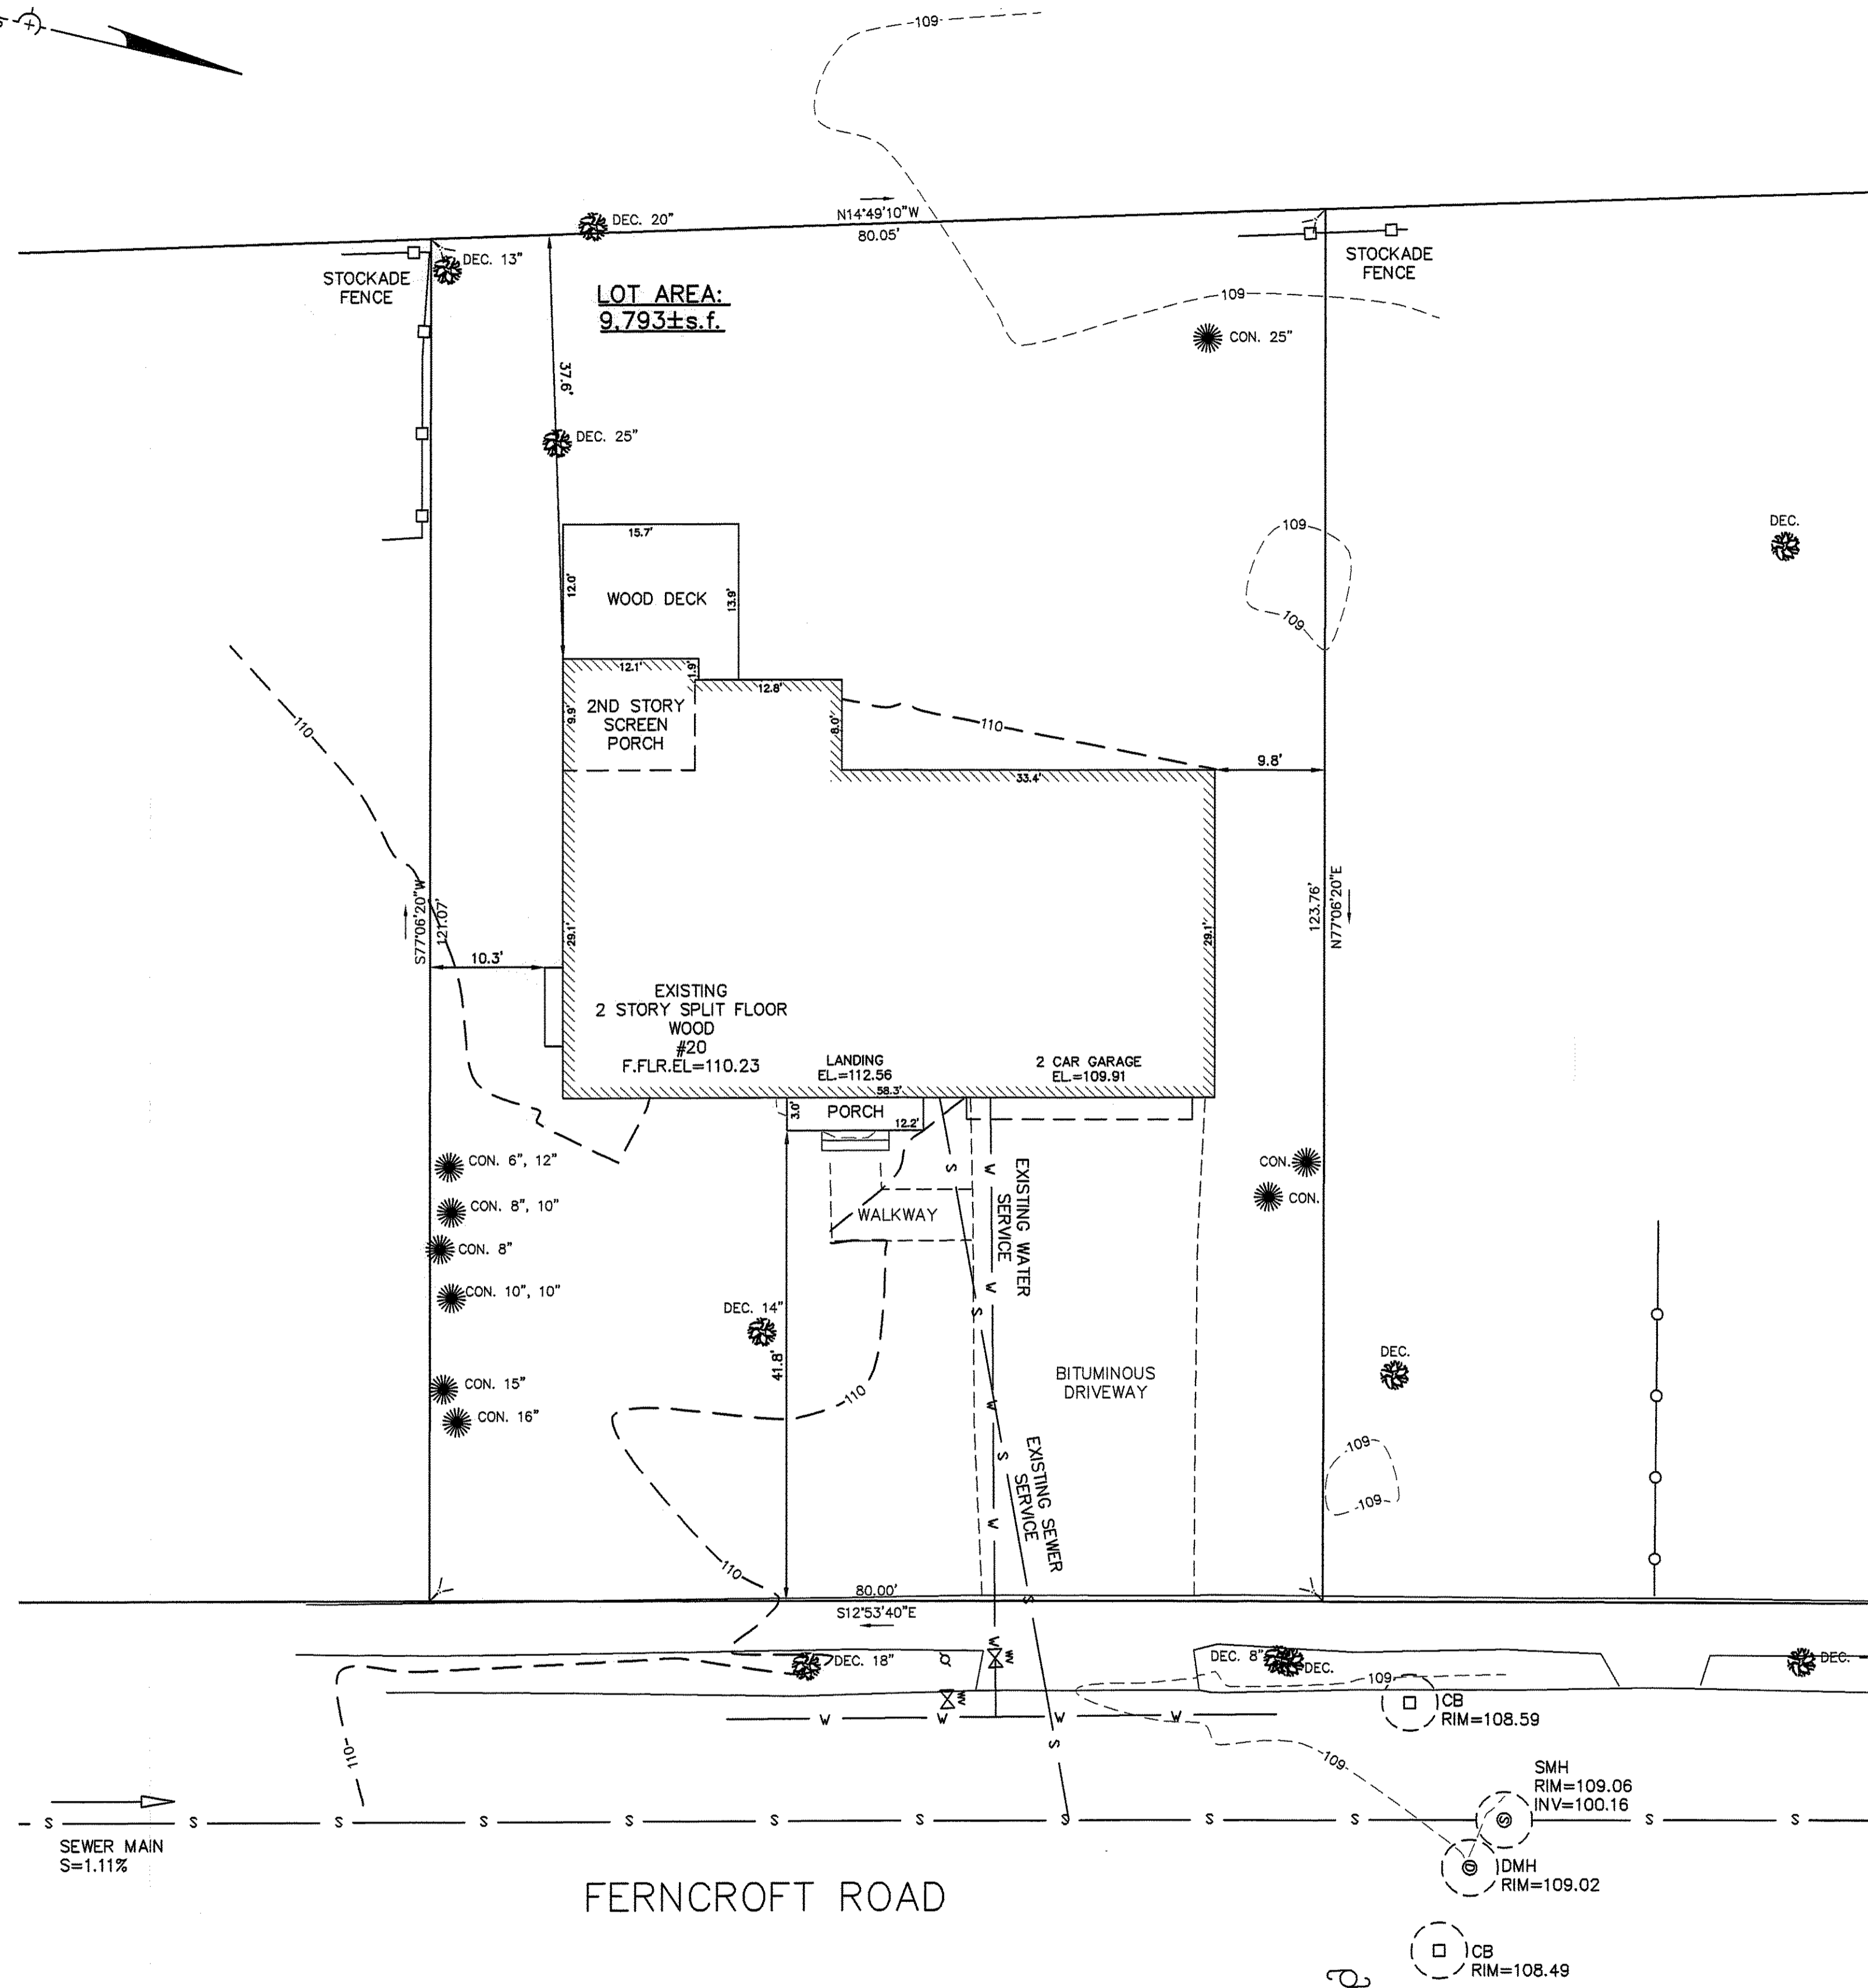 -109-
N14°49'10"W
80.05'
DEC. 20"
DEC. 13"
STOCKADE
FENCE
LOT AREA:
9,793±s.f.
STOCKADE
FENCE
-109-
CON. 25"
37.6'
DEC. 25"
15.7'
12.0'
WOOD DECK
13.9'
-109-
109
DEC.
12.1'
1.9'
12.8'
2ND STORY
SCREEN
PORCH
9.9'
8.0'
-110-
110
33.4'
9.8'
S77°06'20"W
121.07'
123.76'
N77°06'20"E
29.1'
29.1'
10.3'
EXISTING
2 STORY SPLIT FLOOR
WOOD
#20
F.FLR.EL=110.23
LANDING
EL.=112.56
2 CAR GARAGE
EL.=109.91
58.3'
3.0'
PORCH
12.2'
CON. 6", 12"
CON. 8", 10"
CON. 8"
CON. 10", 10"
CON. 15"
CON. 16"
WALKWAY
EXISTING WATER
SERVICE
S
W
W
S
W
S
W
S
CON.
CON.
DEC. 14"
41.8'
-110-
BITUMINOUS
DRIVEWAY
DEC.
EXISTING SEWER
SERVICE
-109-
-109-
110
80.00'
S12°53'40"E
W
DEC. 18"
WV
WV
DEC. 8"
DEC.
DEC.
109
CB
RIM=108.59
W W W W
S
110-
-109-
SMH
RIM=109.06
INV=100.16
S
S S S S S S S S S S S S
SEWER MAIN
S=1.11%
D
DMH
RIM=109.02
FERNCROFT ROAD
CB
RIM=108.49